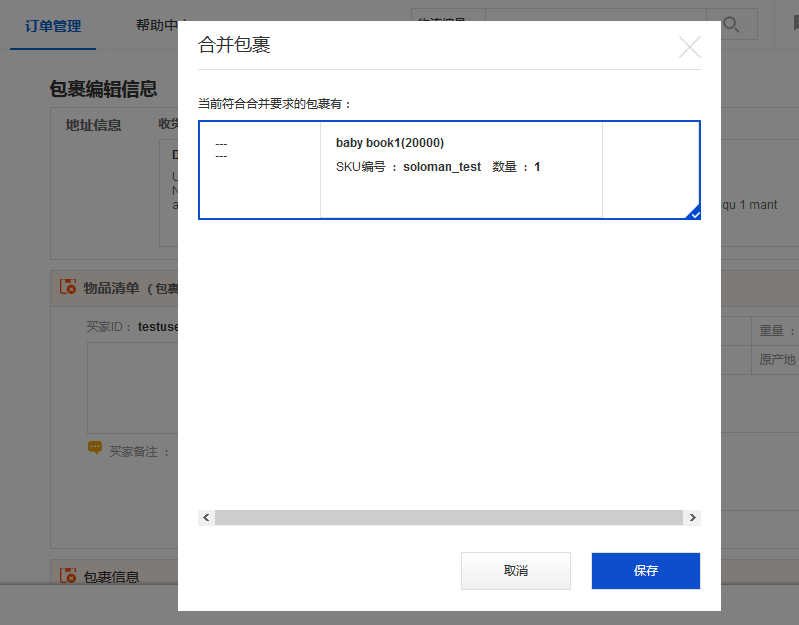 订单管理
帮助中
合并包裹
包裹编辑信息
当前符合合并要求的包裹有：
地址信息
---
---
baby book1(20000)
SKU编号 ： soloman_test 数量 ： 1
qu 1 mant
物品清单（包裹
买家ID： testuse
重量 ：
原产地
买家备注 ：
取消
保存
包裹信息